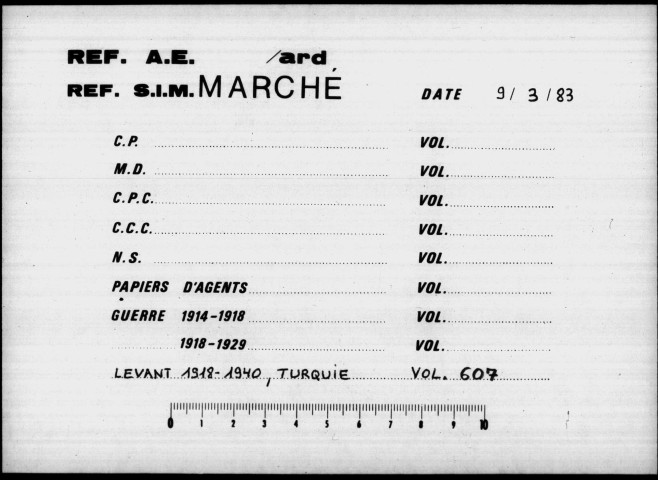 REF. A.E. /ard
REF. S.I.M. MARCHÉ DATE 9/ 3 / 83
C.P. VOL.
M.D. VOL.
C.P.C. VOL.
C.C.C. VOL.
N.S. VOL.
PAPIERS D'AGENTS VOL.
GUERRE 1914-1918 VOL.
1918-1929 VOL.
LEVANT 1918-1940, TURQUIE VOL. 607
0 1 2 3 4 5 6 7 8 9 10